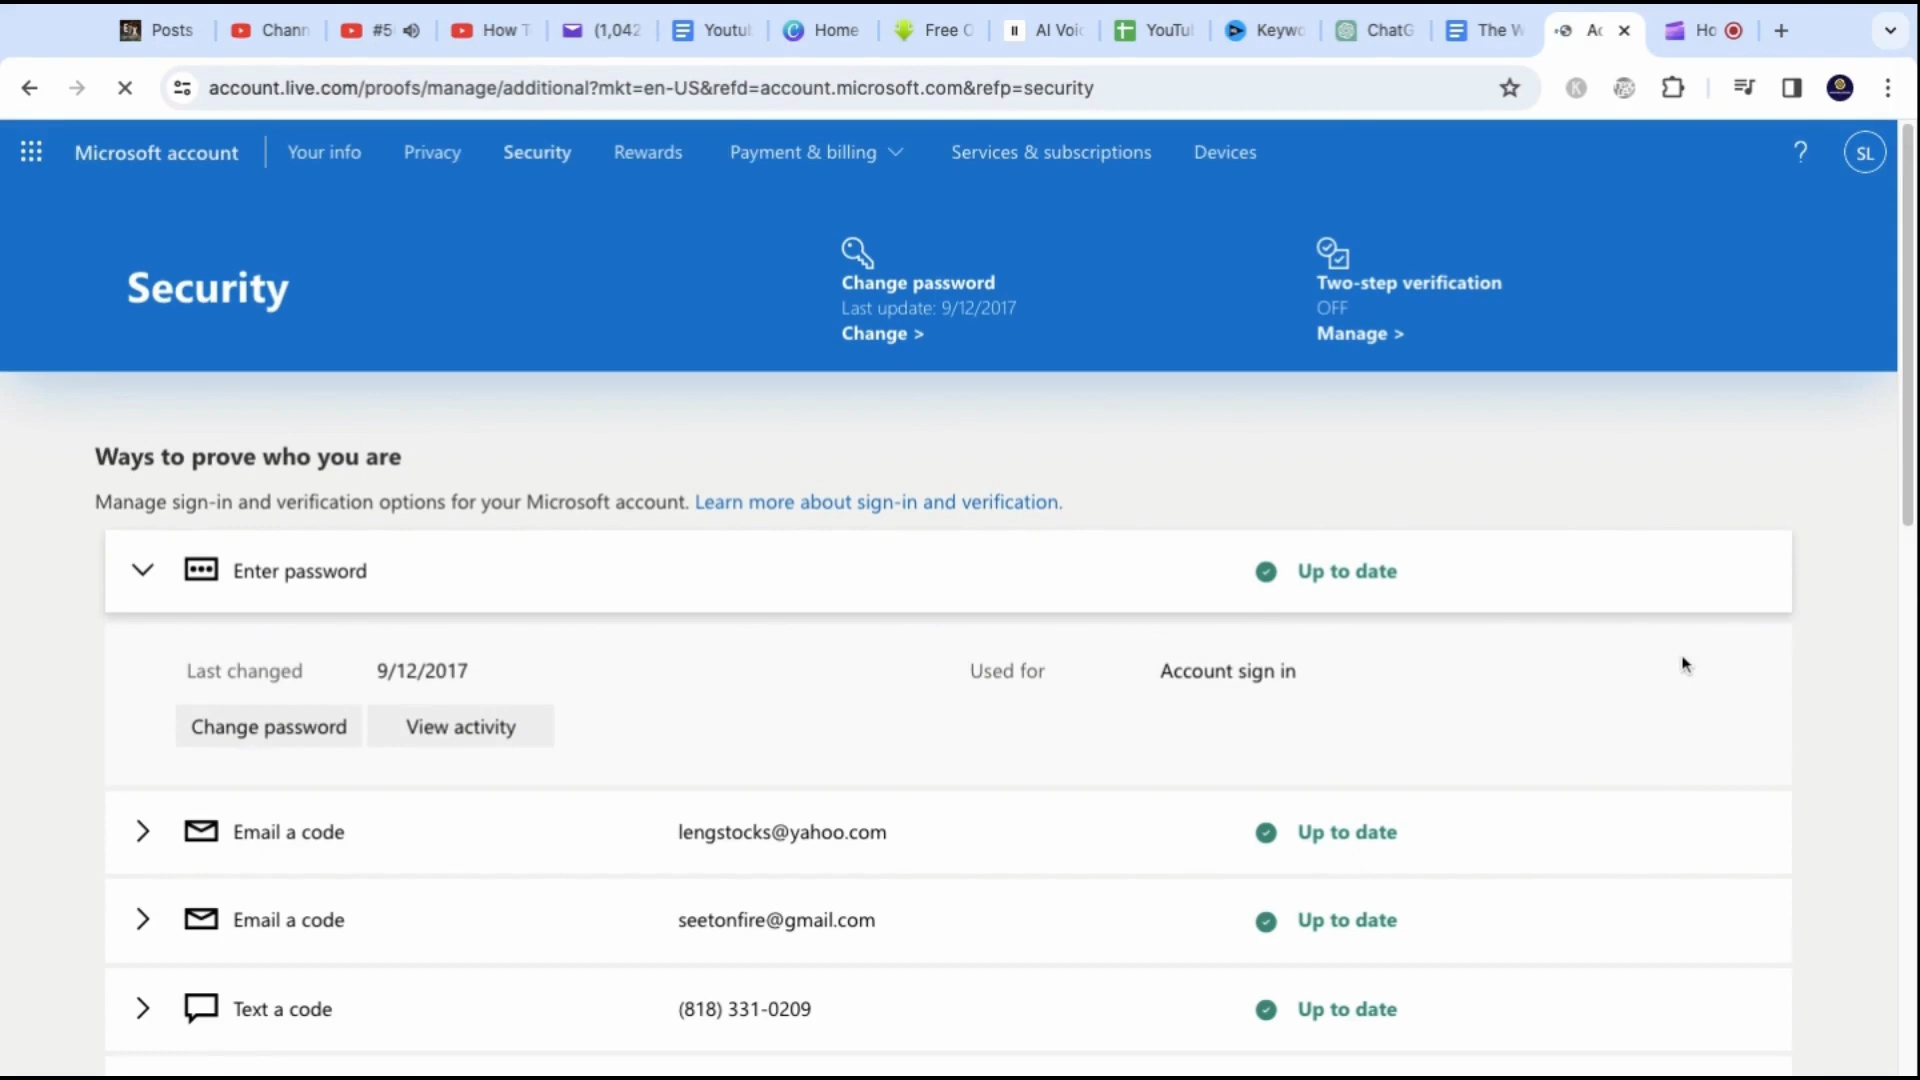 Posts
Chann
#5
How T
(1,042
Youtu
Home
Free
AI Voic
YouTu
Keywo
ChatG
The W
Ac
Ho
account.live.com/proofs/manage/additional?mkt=en-US&refd=account.microsoft.com&refp=security
K
Microsoft account
Your info
Privacy
Security
Rewards
Payment & billing
Services & subscriptions
Devices
?
SL
Security
Change password
Last update: 9/12/2017
Change >
Two-step verification
OFF
Manage >
Ways to prove who you are
Manage sign-in and verification options for your Microsoft account. Learn more about sign-in and verification.
Enter password
Up to date
Last changed 9/12/2017
Used for Account sign in
Change password
View activity
Email a code
lengstocks@yahoo.com
Up to date
Email a code
seetonfire@gmail.com
Up to date
Text a code
(818) 331-0209
Up to date